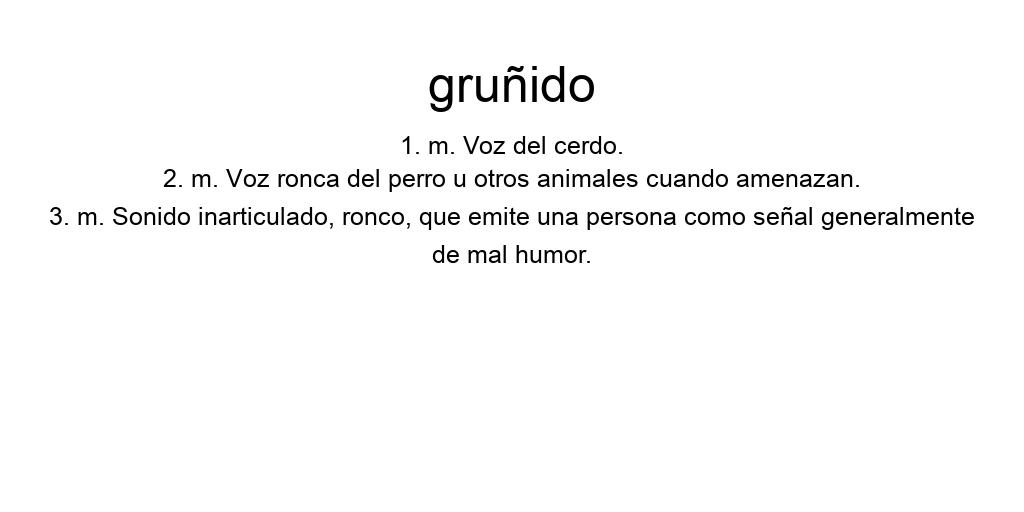 gruñido
1. m. Voz del cerdo.
2. m. Voz ronca del perro u otros animales cuando amenazan.
3. m. Sonido inarticulado, ronco, que emite una persona como señal generalmente
de mal humor.